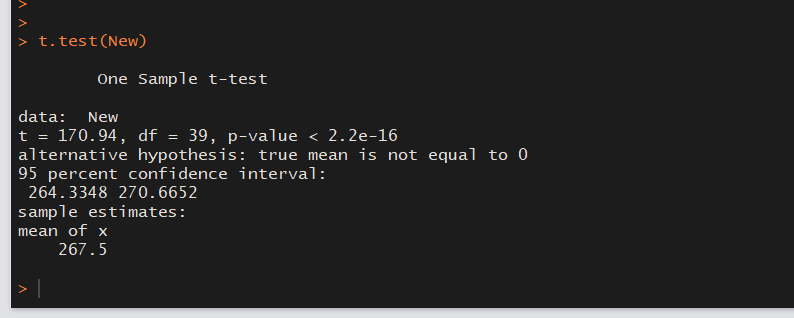 >
>
> t.test(New)
One Sample t-test
data:  New
t = 170.94, df = 39, p-value < 2.2e-16
alternative hypothesis: true mean is not equal to 0
95 percent confidence interval:
264.3348 270.6652
sample estimates:
mean of x
267.5
>